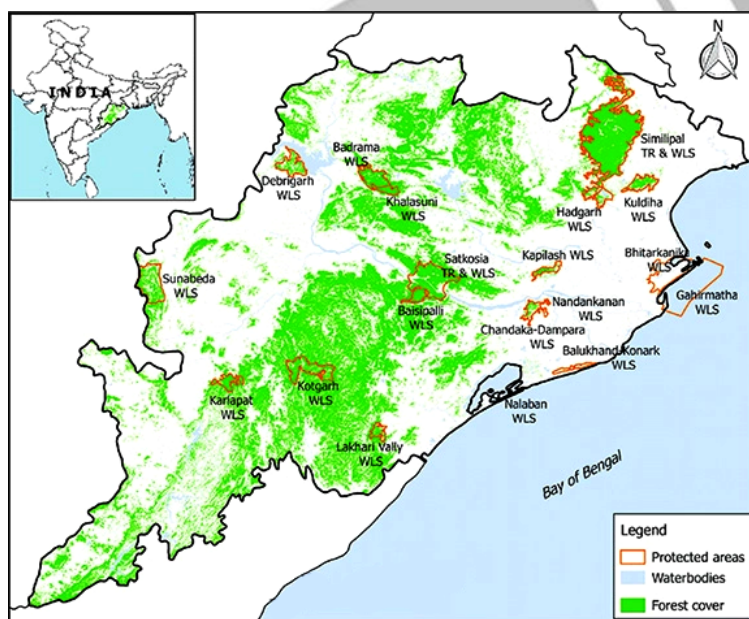 INDIA
N
Badrama
WLS
Debrigarh
WLS
Khalasuni
WLS
Similipal
TR & WLS
Hadgarh
WLS
Kuldiha
WLS
Sunabeda
WLS
Satkosia
TR & WLS
Baisipalli
WLS
Kapilash WLS
Bhitarkanika
WLS
Gahirmatha
WLS
Nandankanan
WLS
Chandaka-Dampara
WLS
Balukhand-Konark
WLS
Karlapat
WLS
Kotgarh
WLS
Nalaban
WLS
Lakhari Vally
WLS
Bay of Bengal
Legend
Protected areas
Waterbodies
Forest cover